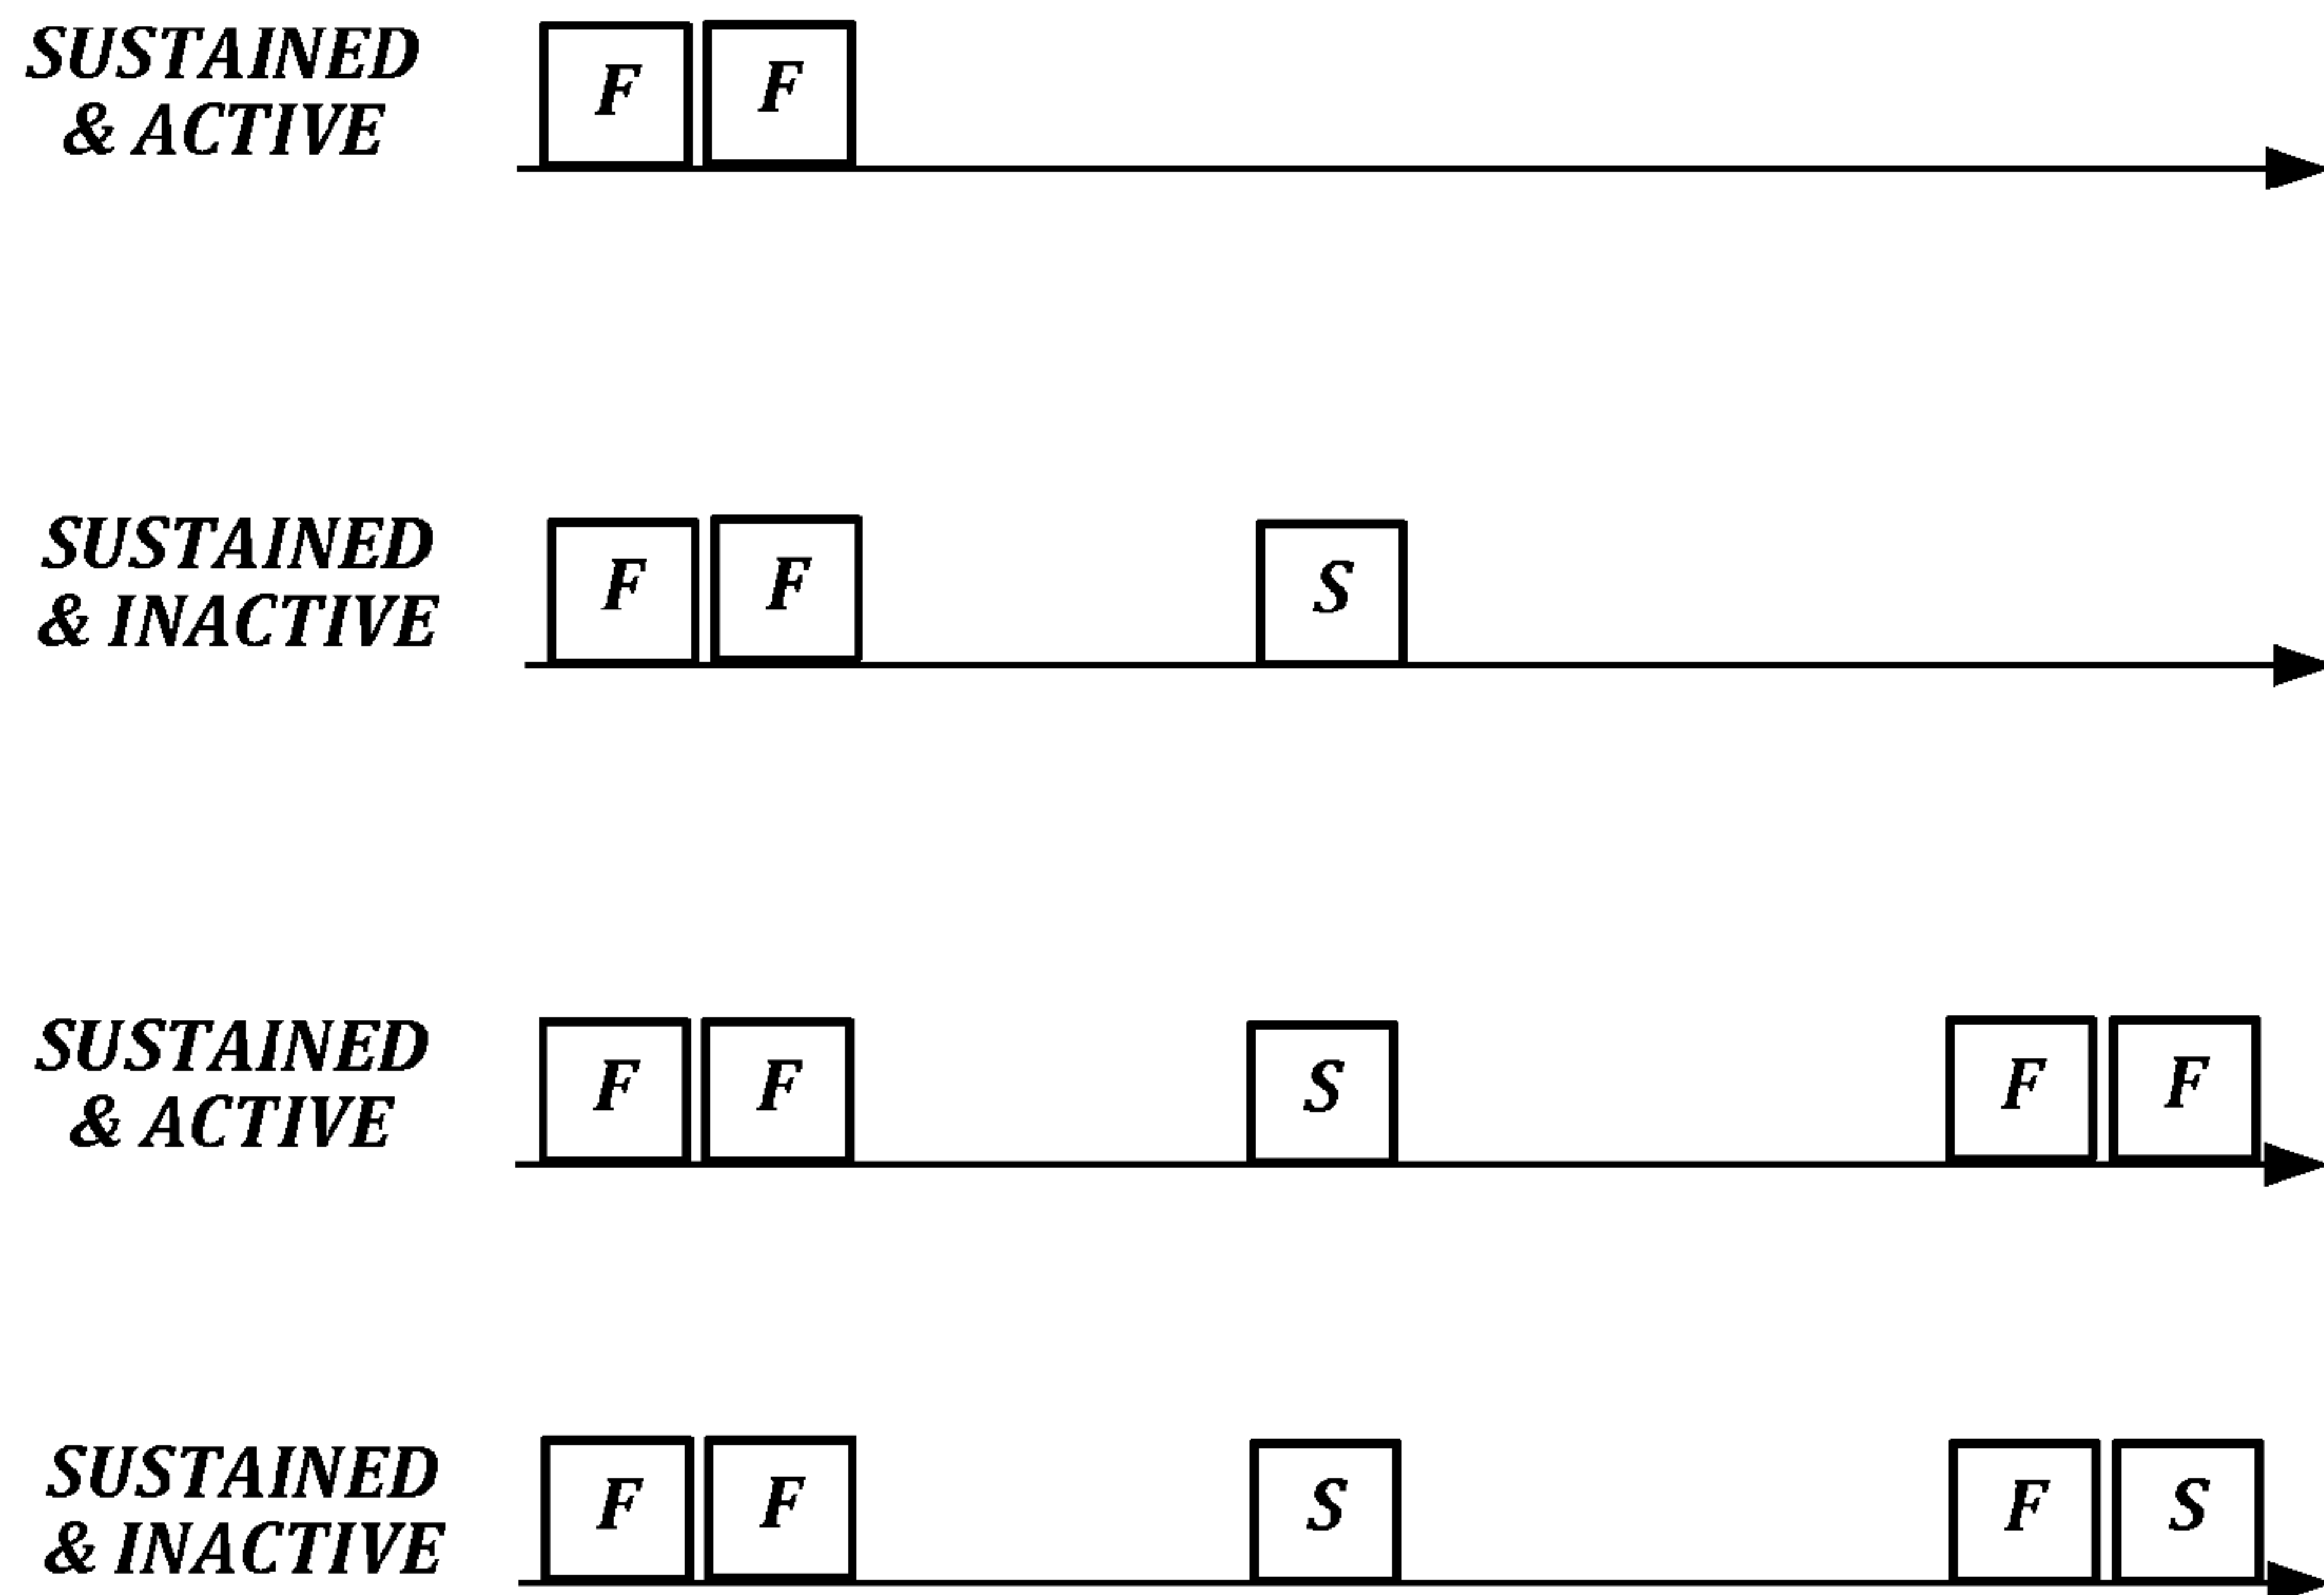 SUSTAINED
& ACTIVE
F F
SUSTAINED
& INACTIVE
F F S
SUSTAINED
& ACTIVE
F F S F F
SUSTAINED
& INACTIVE
F F S F S